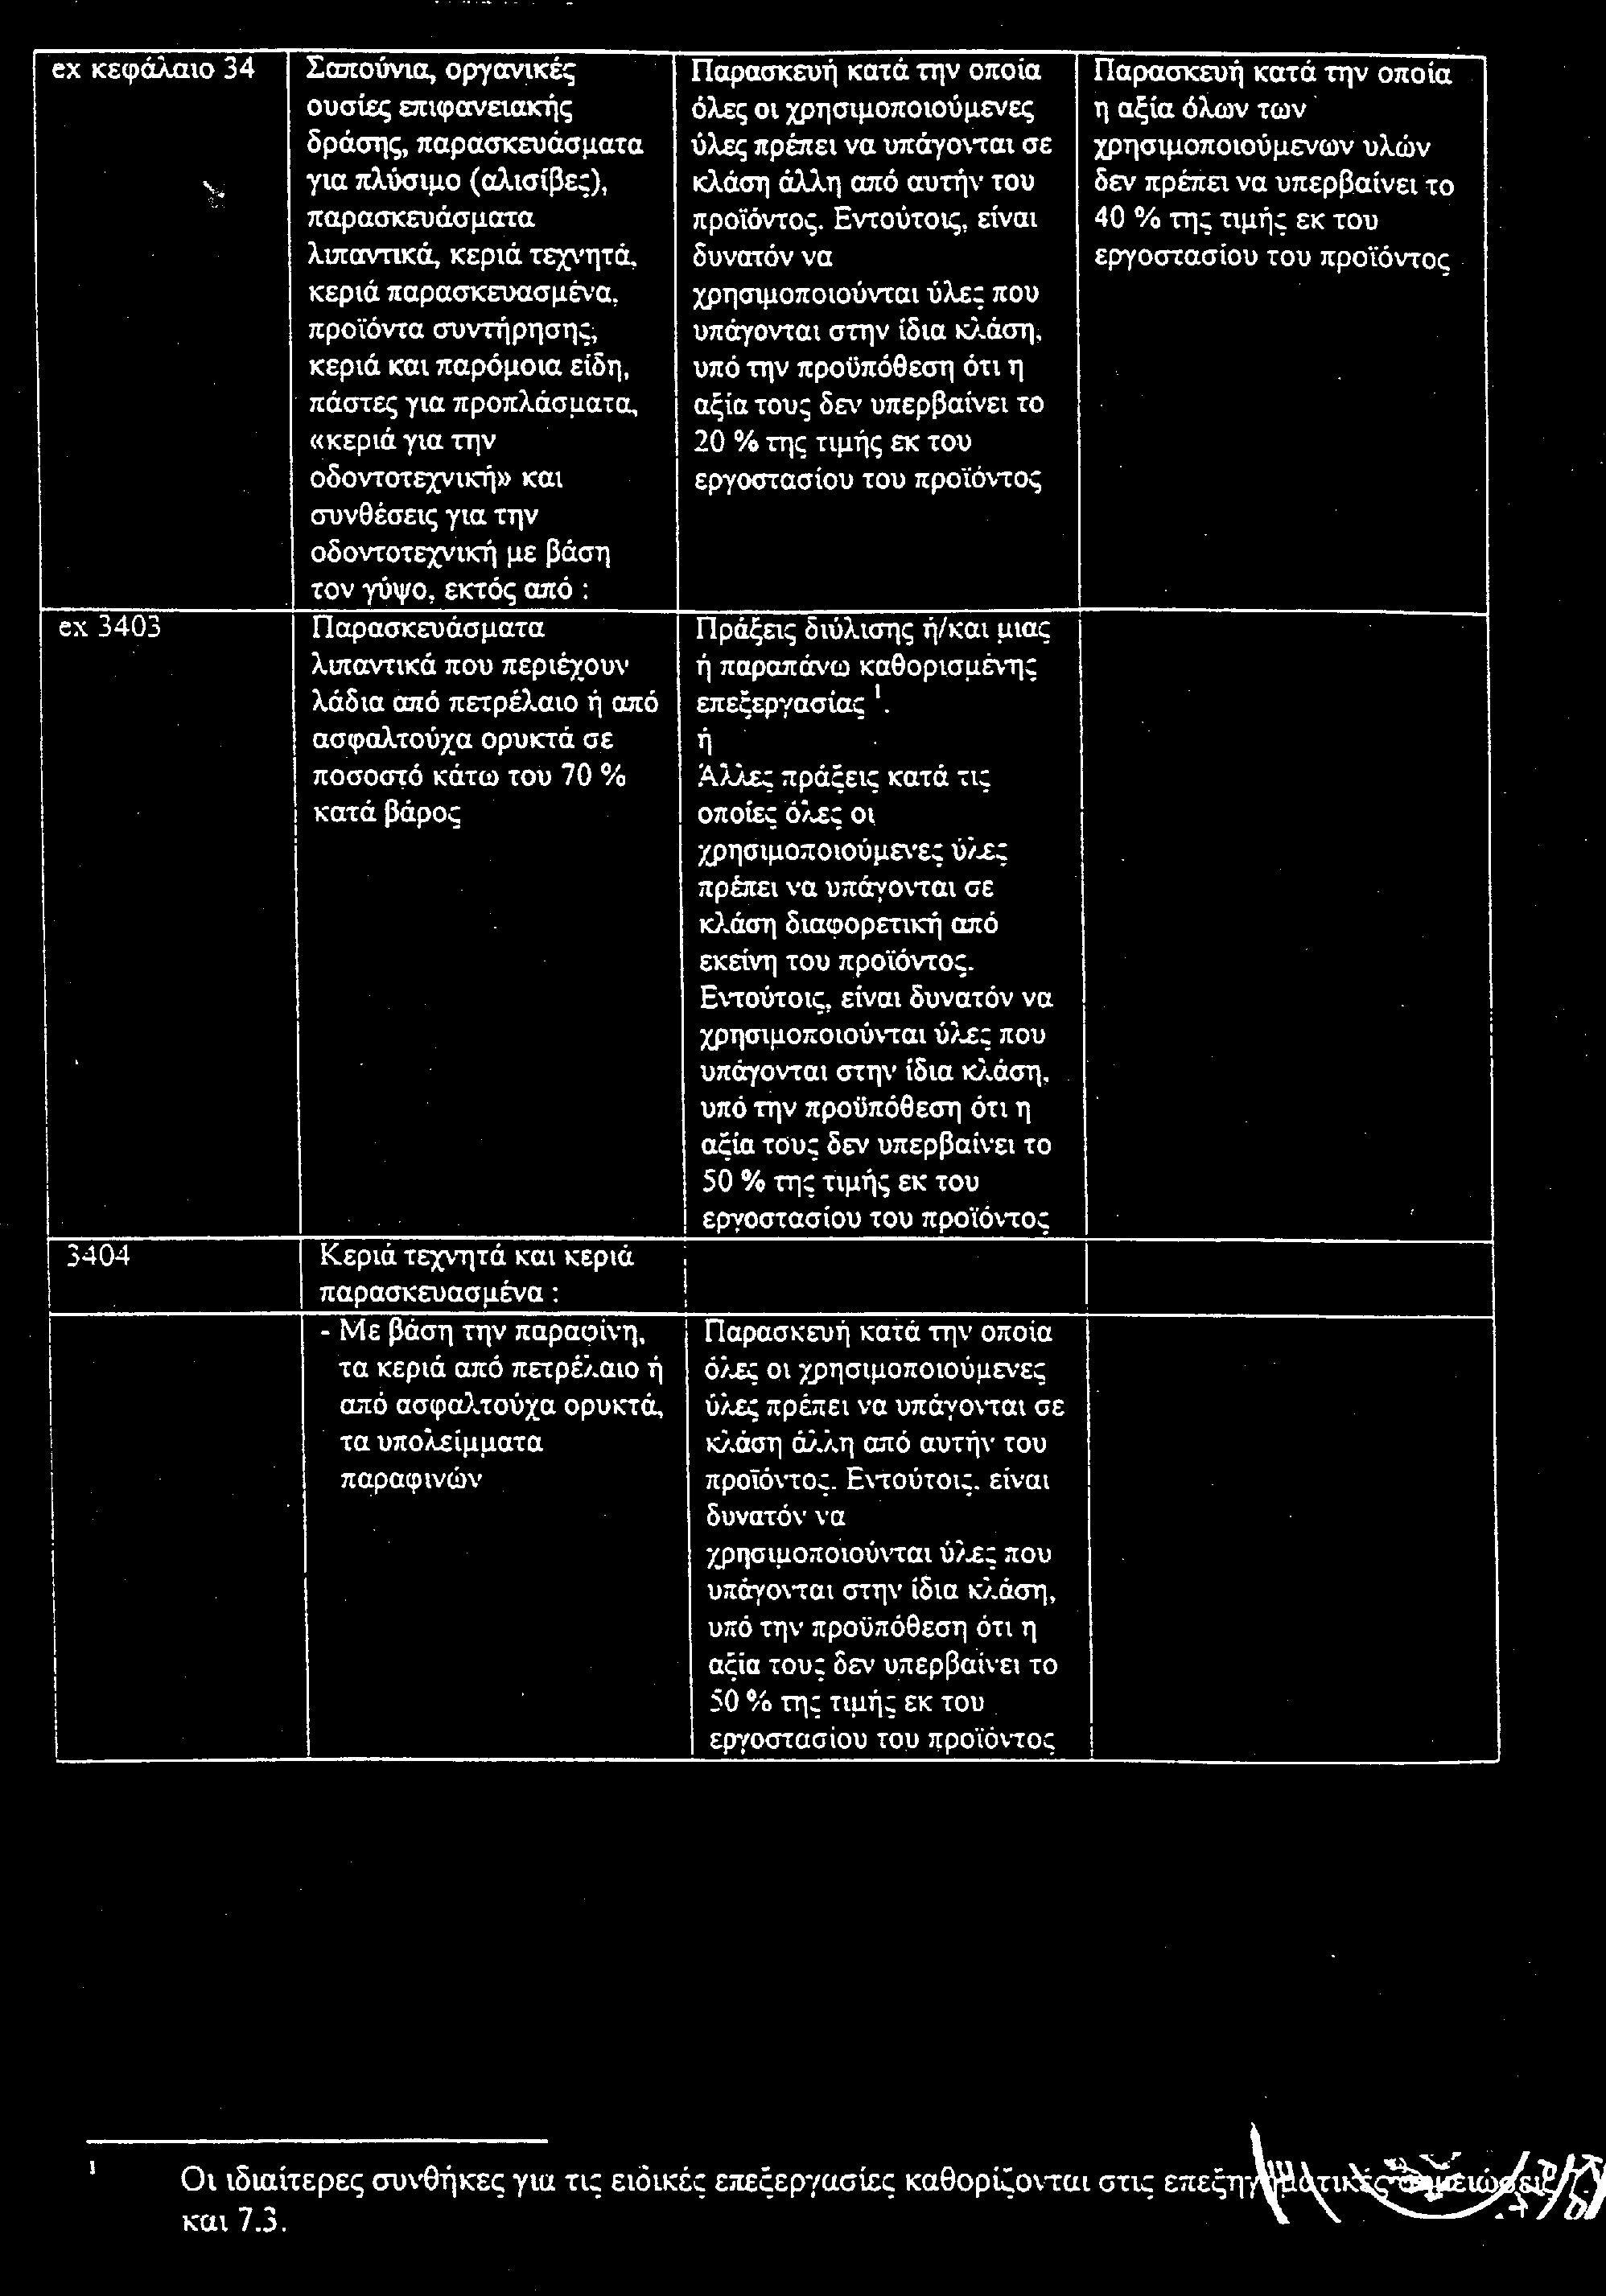 ex κεφάλαιο 34
Σαπούνια, οργανικές
ουσίες επιφανειακής
δράσης, παρασκευάσματα
για πλύσιμο (αλισίβες),
παρασκευάσματα
λιπαντικά, κεριά τεχνητά,
κεριά παρασκευασμένα,
προϊόντα συντήρησης,
κεριά και παρόμοια είδη,
πάστες για προπλάσματα,
«κεριά για την
οδοντοτεχνική» και
συνθέσεις για την
οδοντοτεχνική με βάση
τον γύψο, εκτός από :
Παρασκευή κατά την οποία
όλες οι χρησιμοποιούμενες
ύλες πρέπει να υπάγονται σε
κλάση άλλη από αυτήν του
προϊόντος. Εντούτοις, είναι
δυνατόν να
χρησιμοποιούνται ύλες που
υπάγονται στην ίδια κλάση,
υπό την προϋπόθεση ότι η
αξία τους δεν υπερβαίνει το
20 % της τιμής εκ του
εργοστασίου του προϊόντος
Παρασκευή κατά την οποία
η αξία όλων των
χρησιμοποιούμενων υλών
δεν πρέπει να υπερβαίνει το
40 % της τιμής εκ του
εργοστασίου του προϊόντος
ex 3403
Παρασκευάσματα
λιπαντικά που περιέχουν
λάδια από πετρέλαιο ή από
ασφαλτούχα ορυκτά σε
ποσοστό κάτω του 70 %
κατά βάρος
Πράξεις διύλισης ή/και μιας
ή παραπάνω καθορισμένης
επεξεργασίας ¹.
ή
Άλλες πράξεις κατά τις
οποίες όλες οι
χρησιμοποιούμενες ύλες
πρέπει να υπάγονται σε
κλάση διαφορετική από
εκείνη του προϊόντος.
Εντούτοις, είναι δυνατόν να
χρησιμοποιούνται ύλες που
υπάγονται στην ίδια κλάση,
υπό την προϋπόθεση ότι η
αξία τους δεν υπερβαίνει το
50 % της τιμής εκ του
εργοστασίου του προϊόντος
3404
Κεριά τεχνητά και κεριά
παρασκευασμένα :
- Με βάση την παραφίνη,
τα κεριά από πετρέλαιο ή
από ασφαλτούχα ορυκτά,
τα υπολείμματα
παραφινών
Παρασκευή κατά την οποία
όλες οι χρησιμοποιούμενες
ύλες πρέπει να υπάγονται σε
κλάση άλλη από αυτήν του
προϊόντος. Εντούτοις, είναι
δυνατόν να
χρησιμοποιούνται ύλες που
υπάγονται στην ίδια κλάση,
υπό την προϋπόθεση ότι η
αξία τους δεν υπερβαίνει το
50 % της τιμής εκ του
εργοστασίου του προϊόντος
¹ Οι ιδιαίτερες συνθήκες για τις ειδικές επεξεργασίες καθορίζονται στις
και 7.3.